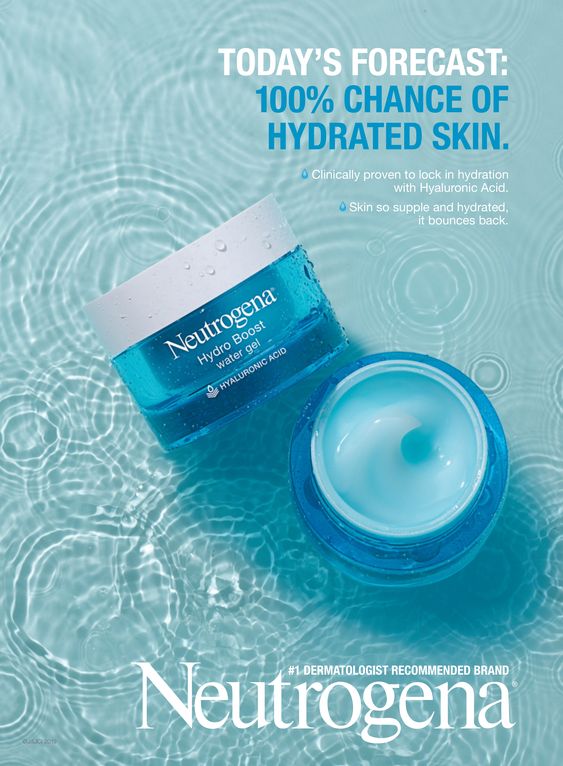 TODAY'S FORECAST:
100% CHANCE OF
HYDRATED SKIN.
Clinically proven to lock in hydration
with Hyaluronic Acid.
Skin so supple and hydrated,
it bounces back.
Neutrogena®
Hydro Boost
water gel
HYALURONIC ACID
#1 DERMATOLOGIST RECOMMENDED BRAND
Neutrogena®